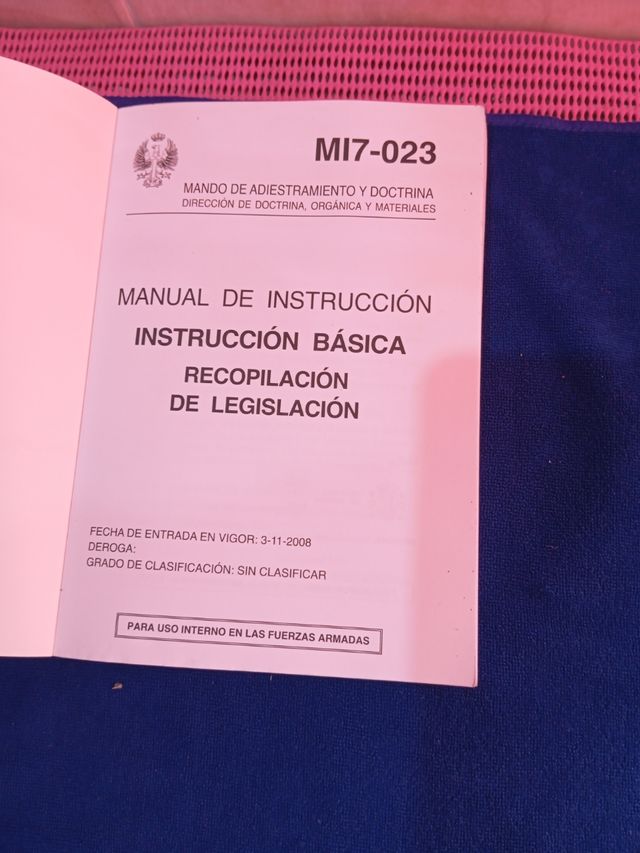 MI7-023
MANDO DE ADIESTRAMIENTO Y DOCTRINA
DIRECCIÓN DE DOCTRINA, ORGÁNICA Y MATERIALES
MANUAL DE INSTRUCCIÓN
INSTRUCCIÓN BÁSICA
RECOPILACIÓN
DE LEGISLACIÓN
FECHA DE ENTRADA EN VIGOR: 3-11-2008
DEROGA:
GRADO DE CLASIFICACIÓN: SIN CLASIFICAR
PARA USO INTERNO EN LAS FUERZAS ARMADAS